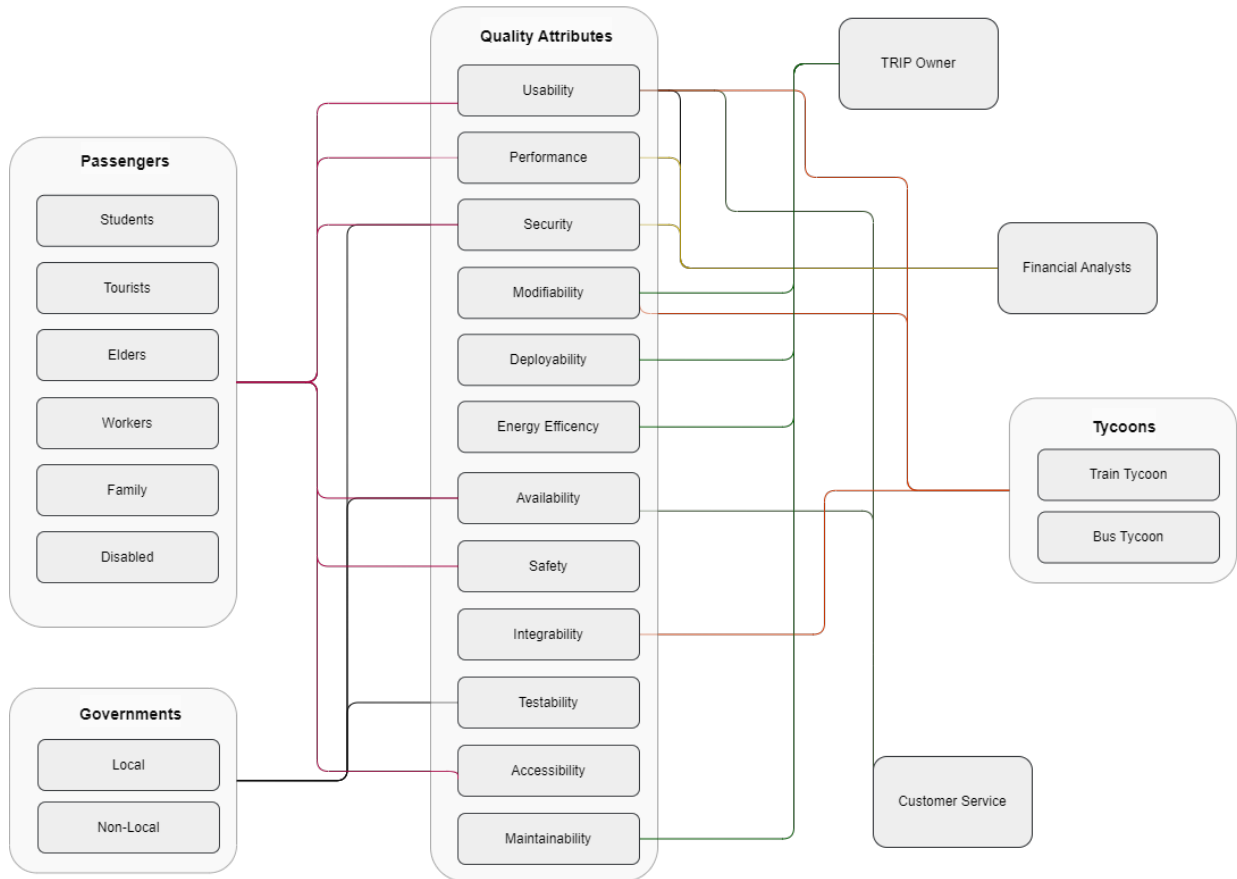 Passengers
Students
Tourists
Elders
Workers
Family
Disabled
Governments
Local
Non-Local
Quality Attributes
Usability
Performance
Security
Modifiability
Deployability
Energy Efficency
Availability
Safety
Integrability
Testability
Accessibility
Maintainability
TRIP Owner
Financial Analysts
Tycoons
Train Tycoon
Bus Tycoon
Customer Service